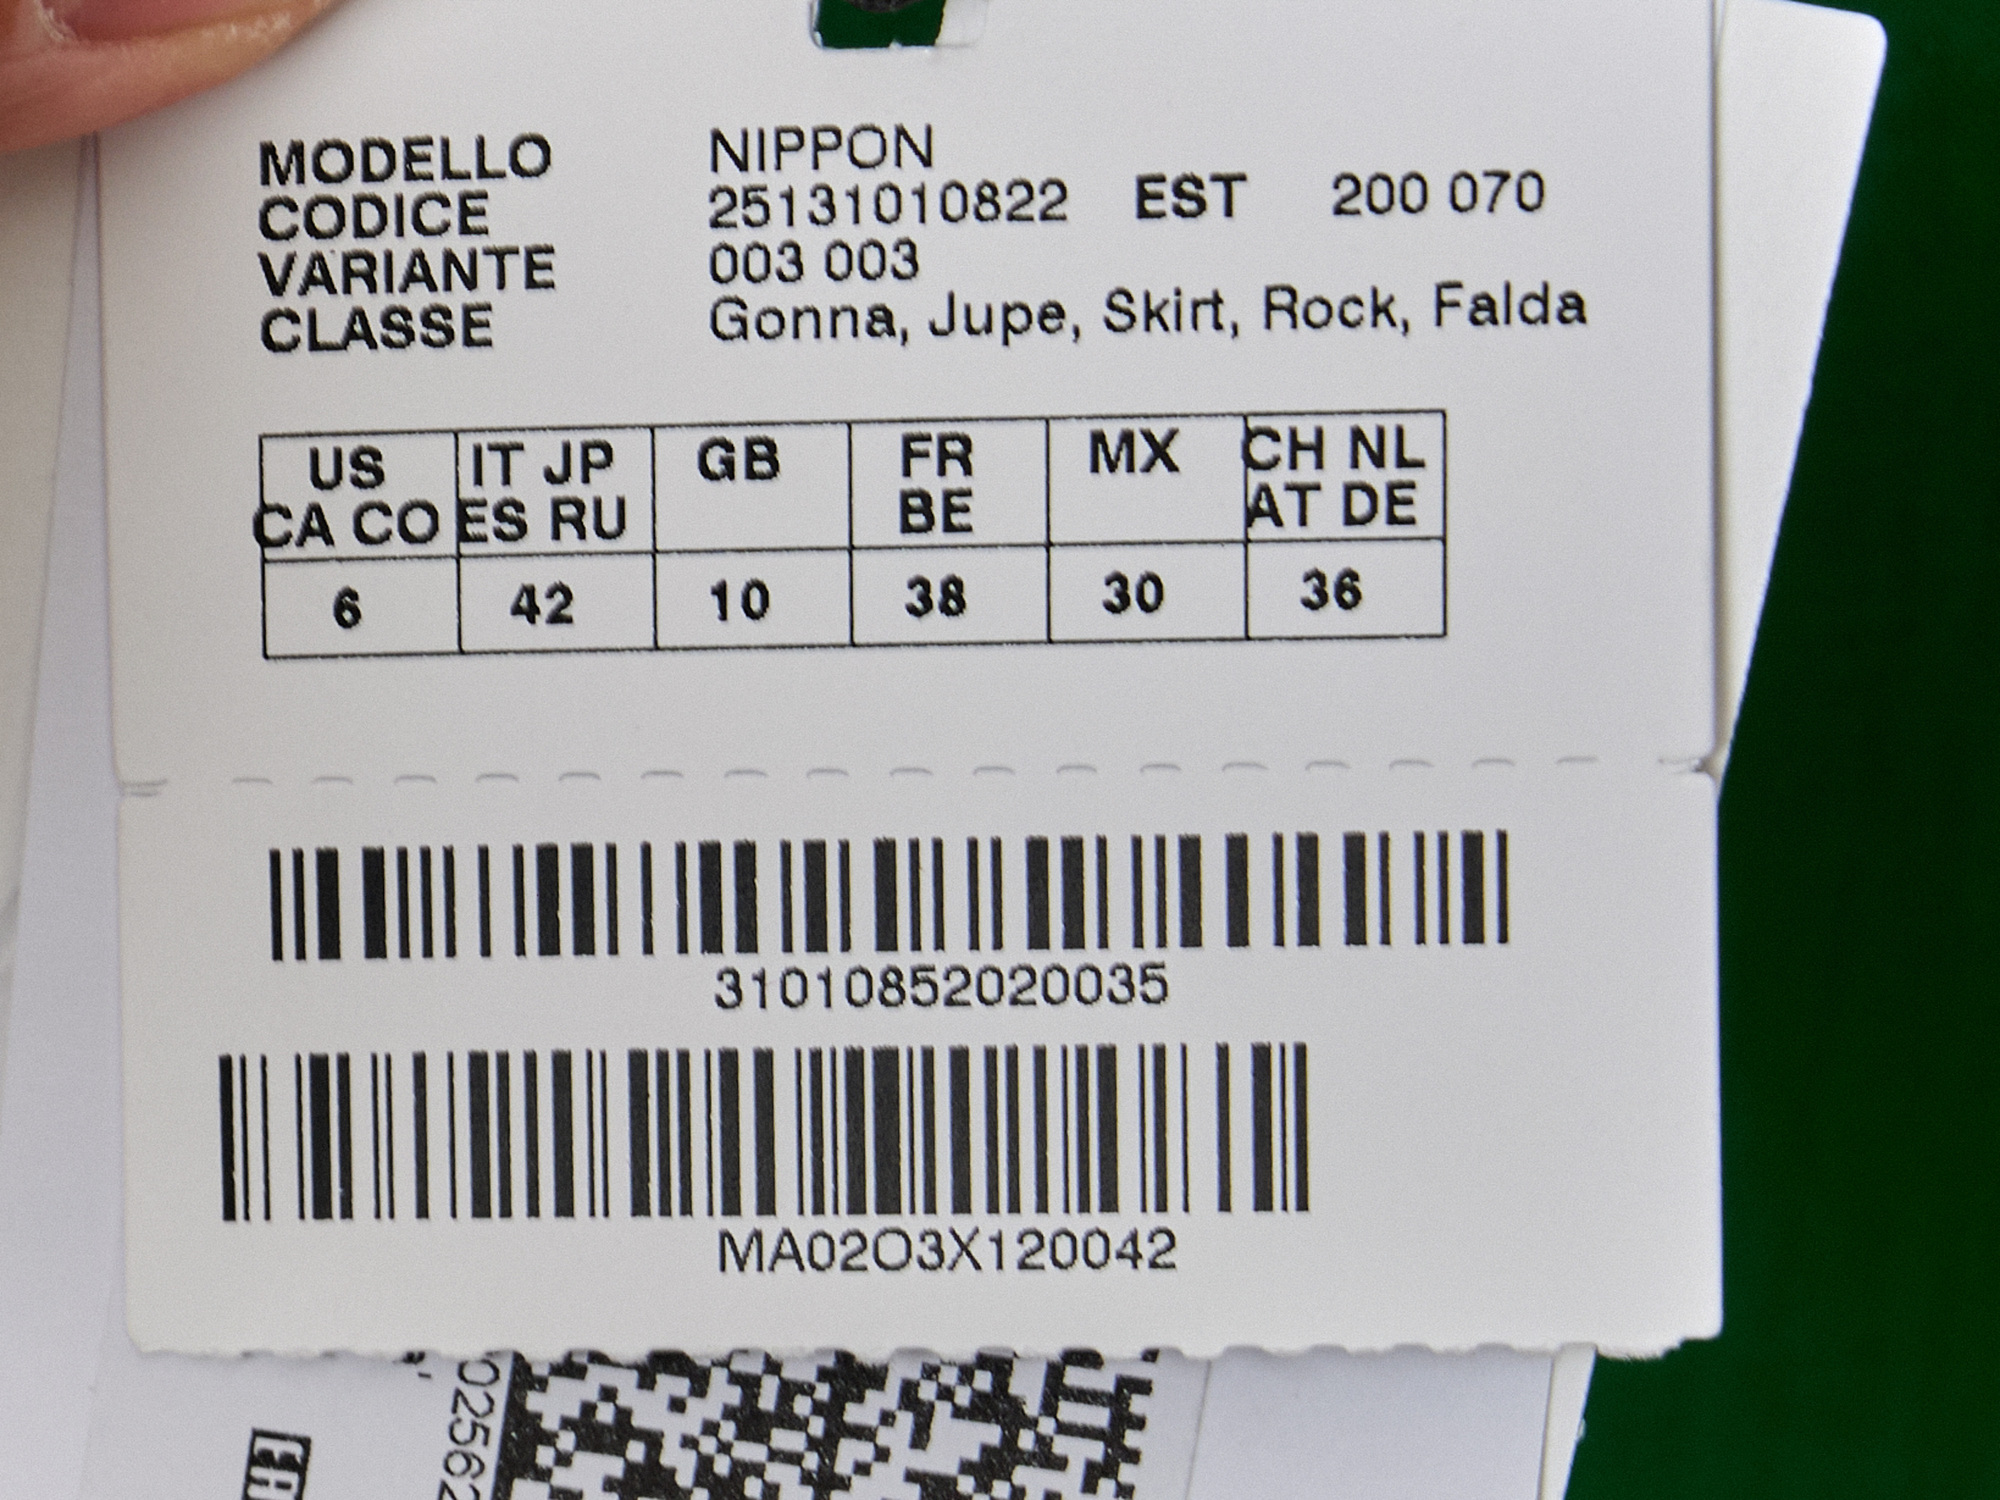 MODELLO NIPPON
CODICE 25131010822 EST 200 070
VARIANTE 003 003
CLASSE Gonna, Jupe, Skirt, Rock, Falda
US IT JP GB FR MX CH NL
CA CO ES RU BE AT DE
6 42 10 38 30 36
31010852020035
MA02O3X120042